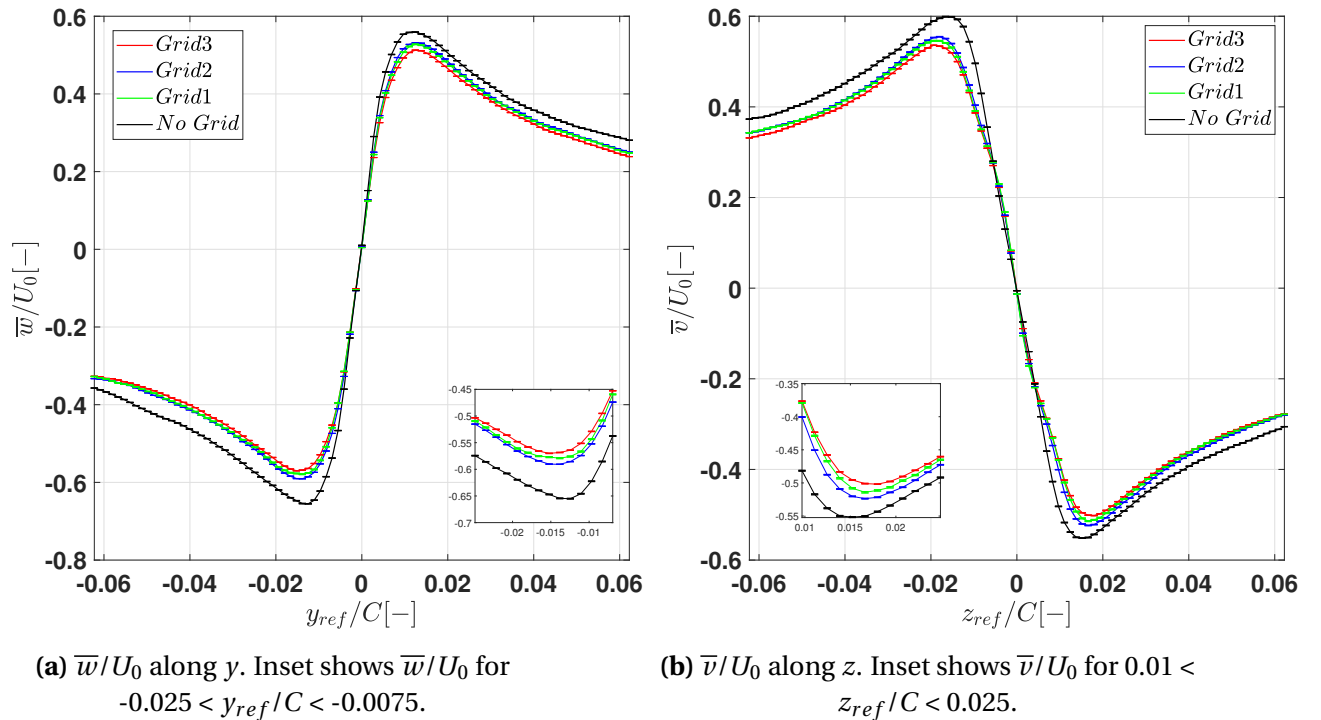 0.6
0.4
0.2
0
-0.2
-0.4
-0.6
-0.8
w̅/U₀[−]
Grid3
Grid2
Grid1
No Grid
-0.45
-0.5
-0.55
-0.6
-0.65
-0.7
-0.02 -0.015 -0.01
-0.06 -0.04 -0.02 0 0.02 0.04 0.06
y_ref/C[−]
0.6
0.4
0.2
0
-0.2
-0.4
-0.6
v̅/U₀[−]
Grid3
Grid2
Grid1
No Grid
-0.35
-0.4
-0.45
-0.5
-0.55
0.01 0.015 0.02
-0.06 -0.04 -0.02 0 0.02 0.04 0.06
z_ref/C[−]
(a) w̅/U₀ along y. Inset shows w̅/U₀ for
-0.025 < y_ref/C < -0.0075.
(b) v̅/U₀ along z. Inset shows v̅/U₀ for 0.01 <
z_ref/C < 0.025.